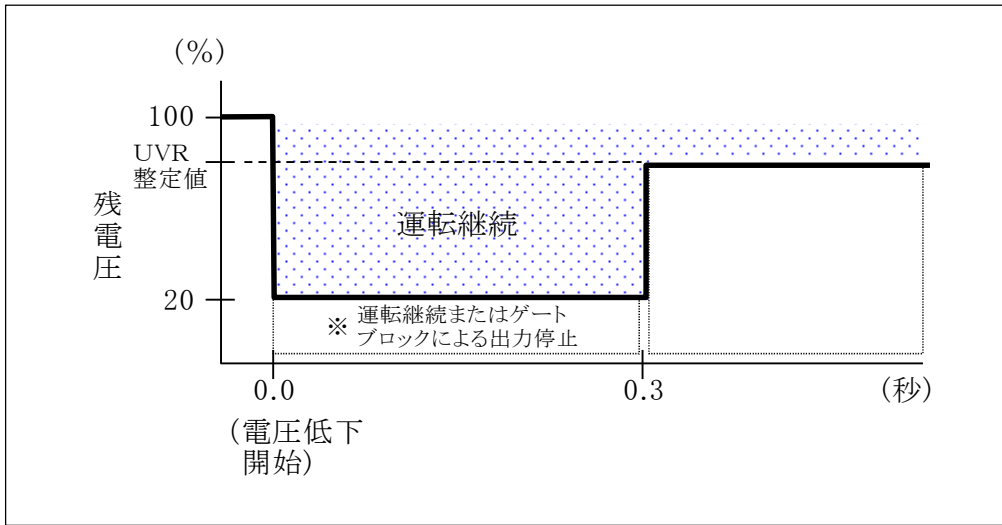 (%)
100
UVR
整定値
残電圧
運転継続
20
※ 運転継続またはゲート
ブロックによる出力停止
0.0
0.3
(秒)
(電圧低下
開始)